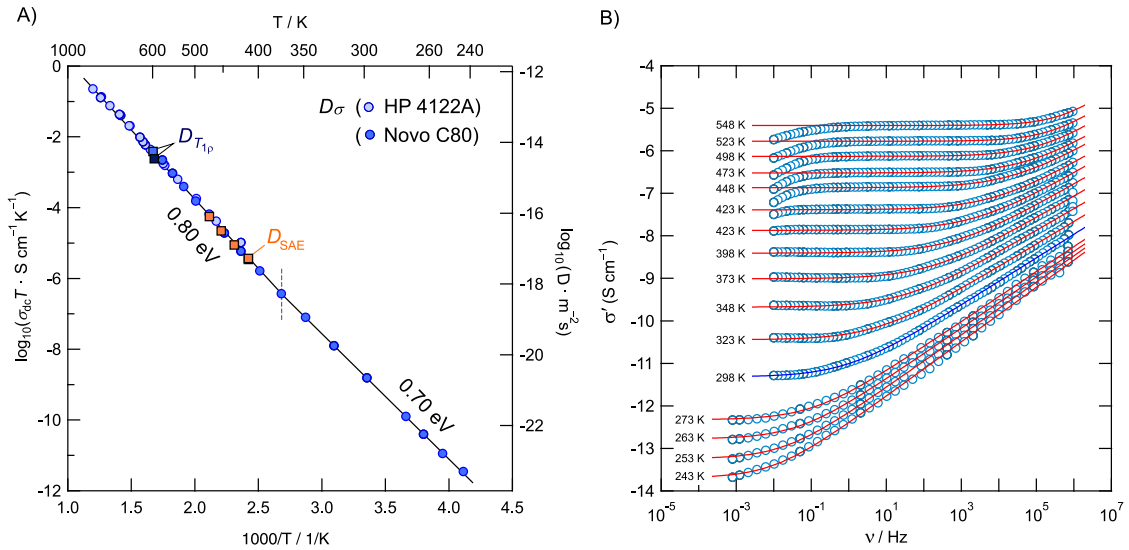 A)
T / K
1000 600 500 400 350 300 260 240
0
-2
-4
-6
-8
-10
-12
log₁₀(σdcT · S cm⁻¹K⁻¹)
Dσ ( HP 4122A)
( Novo C80)
D_T₁ρ
D_SAE
0.80 eV
0.70 eV
-12
-14
-16
-18
-20
-22
log₁₀(D · m⁻²s)
1.0 1.5 2.0 2.5 3.0 3.5 4.0 4.5
1000/T / 1/K
B)
-4
-5
-6
-7
-8
-9
-10
-11
-12
-13
-14
σ′ (S cm⁻¹)
548 K
523 K
498 K
473 K
448 K
423 K
423 K
398 K
373 K
348 K
323 K
298 K
273 K
263 K
253 K
243 K
10⁻⁵ 10⁻³ 10⁻¹ 10¹ 10³ 10⁵ 10⁷
ν / Hz